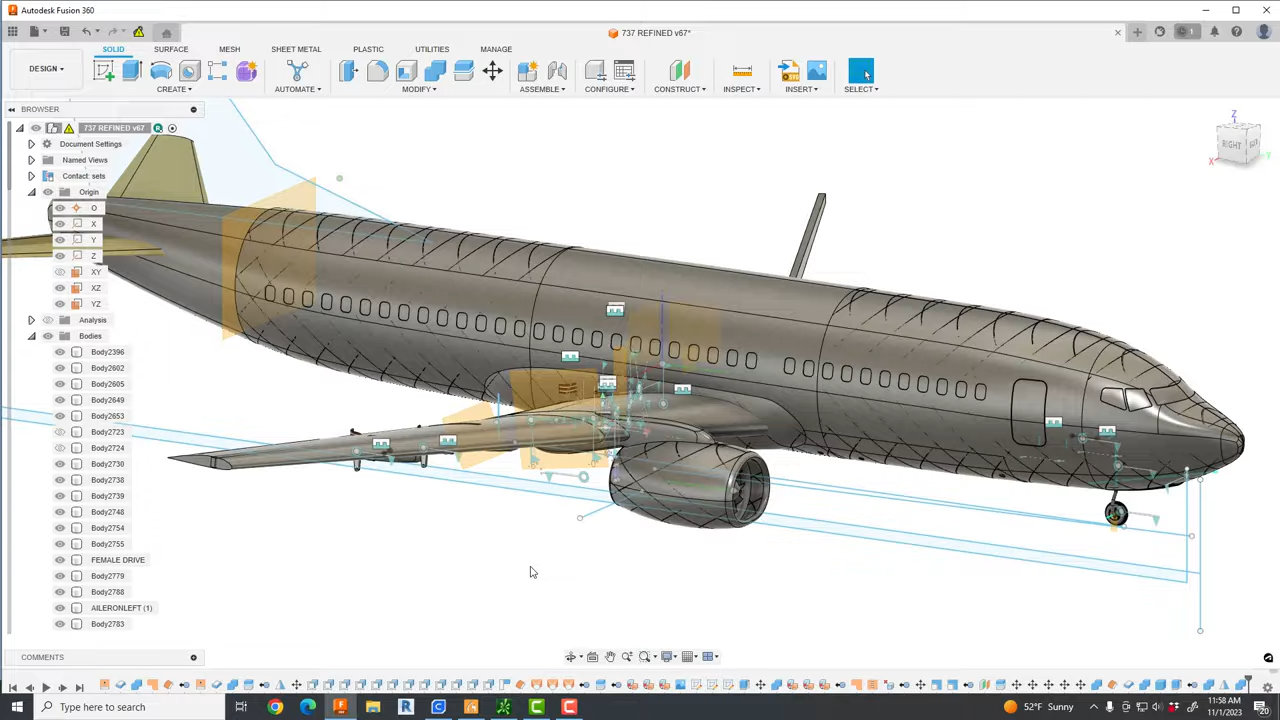 Autodesk Fusion 360
737 REFINED v67*
1
SOLID SURFACE MESH SHEET METAL PLASTIC UTILITIES MANAGE
DESIGN
CREATE AUTOMATE MODIFY ASSEMBLE CONFIGURE CONSTRUCT INSPECT INSERT SELECT
BROWSER
737 REFINED v67
Document Settings
Named Views
Contact sets
Origin
O
X
Y
Z
XY
XZ
YZ
Analysis
Bodies
Body2396
Body2602
Body2605
Body2649
Body2653
Body2723
Body2724
Body2730
Body2738
Body2739
Body2748
Body2754
Body2755
FEMALE DRIVE
Body2779
Body2788
AILERONLEFT (1)
Body2783
Z
RIGHT
X
Y
COMMENTS
Type here to search
52°F Sunny
11:58 AM
11/1/2023
20